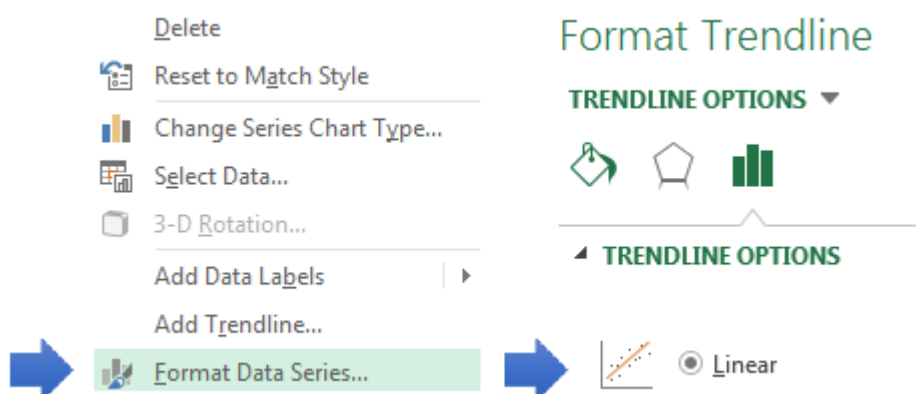 Delete
Reset to Match Style
Change Series Chart Type...
Select Data...
3-D Rotation...
Add Data Labels
Add Trendline...
Format Data Series...
Format Trendline
TRENDLINE OPTIONS
TRENDLINE OPTIONS
Linear